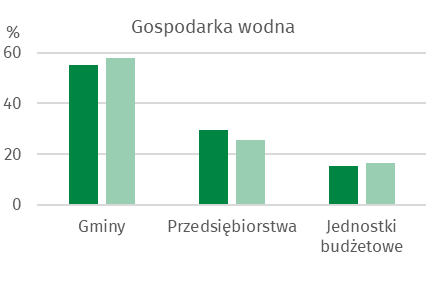 Gospodarka wodna
%
60
40
20
0
Gminy
Przedsiębiorstwa
Jednostki
budżetowe